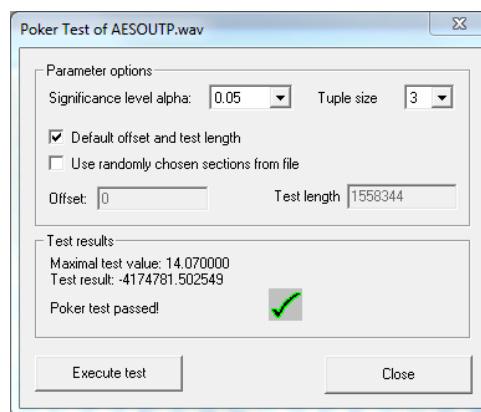 Poker Test of AESOUTP.wav
Parameter options
Significance level alpha: 0.05 Tuple size 3
Default offset and test length
Use randomly chosen sections from file
Offset: 0 Test length 1558344
Test results
Maximal test value: 14.070000
Test result: -4174781.502549
Poker test passed!
Execute test Close